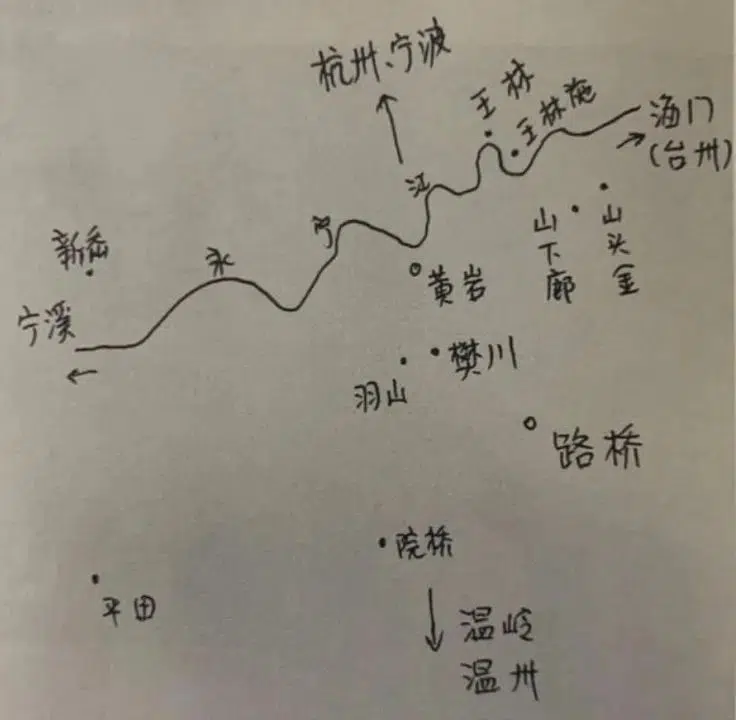 杭州、宁波
王林
王林施
海门
(台州)
江
宁
永
新岙
宁溪
黄岩
山下廊
山头金
樊川
羽山
路桥
院桥
平田
温岭
温州